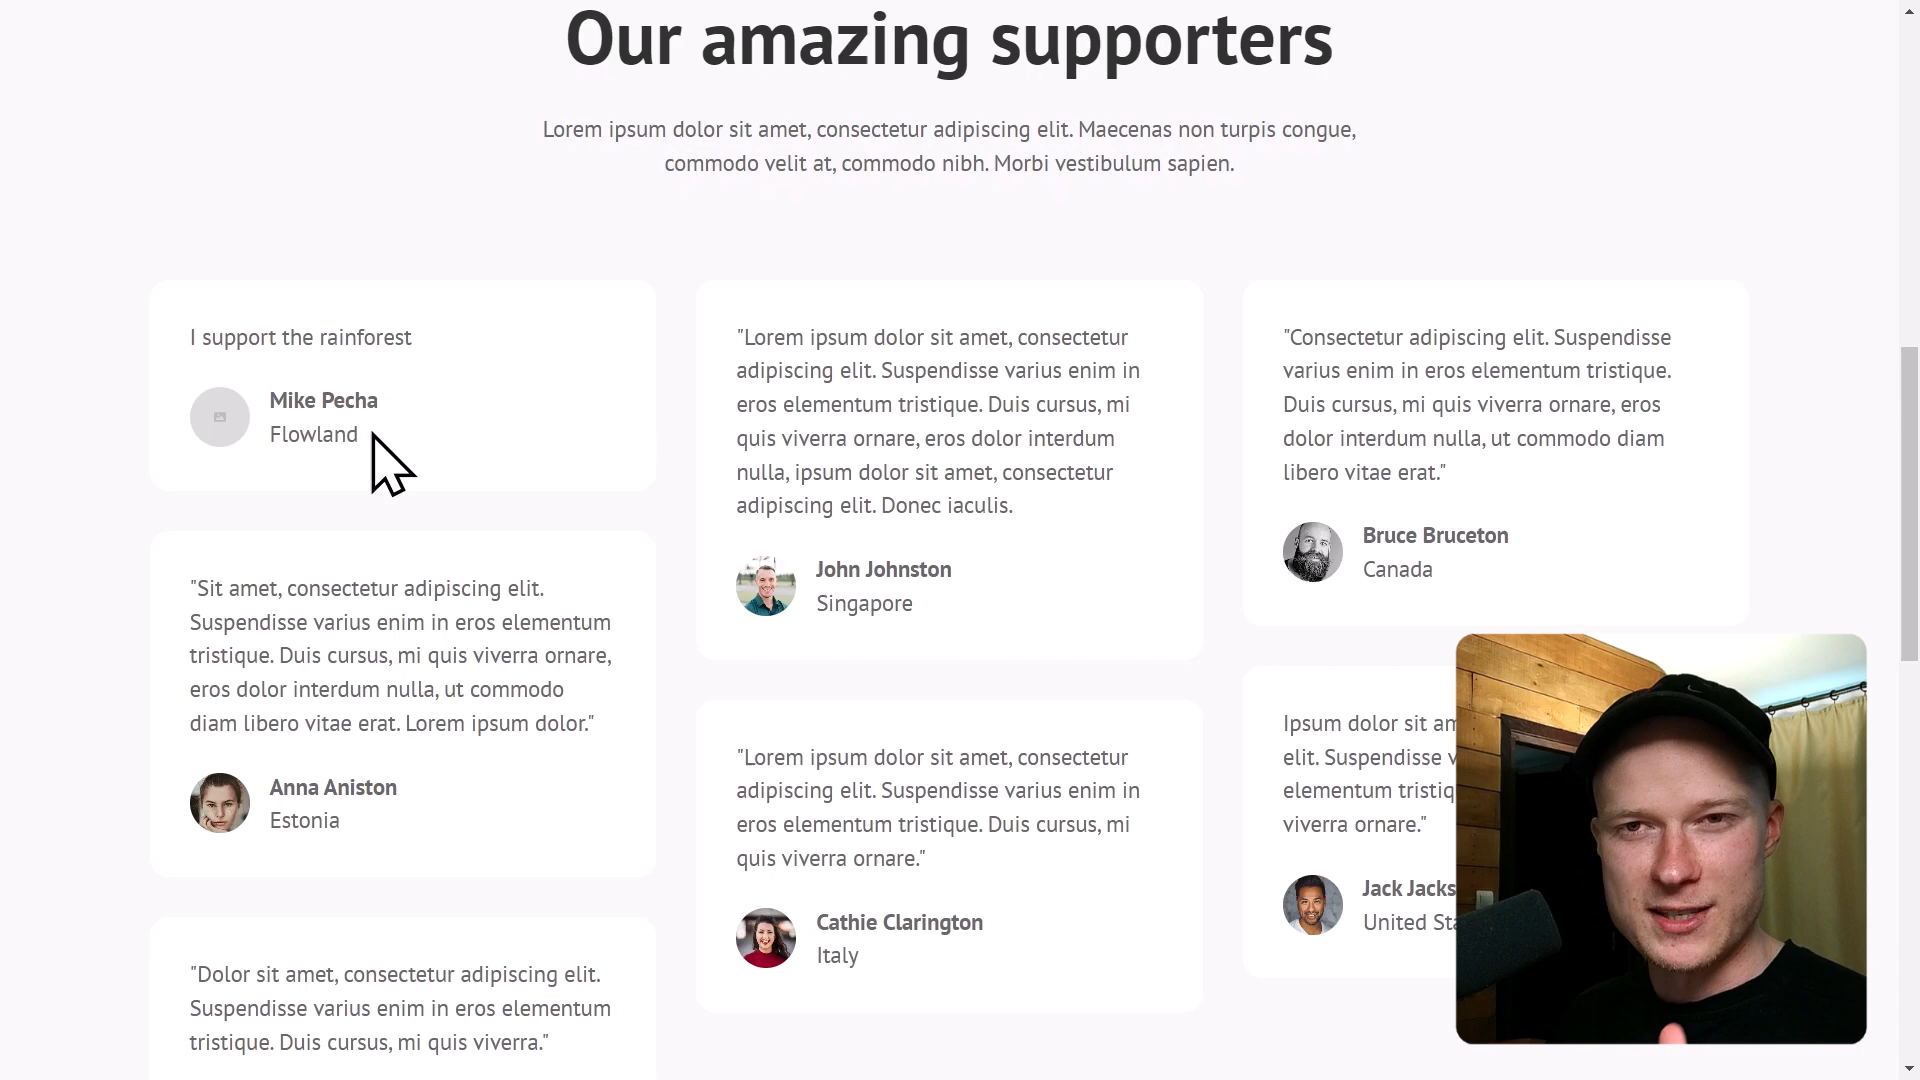 Our amazing supporters
Lorem ipsum dolor sit amet, consectetur adipiscing elit. Maecenas non turpis congue,
commodo velit at, commodo nibh. Morbi vestibulum sapien.
I support the rainforest
Mike Pecha
Flowland
"Sit amet, consectetur adipiscing elit.
Suspendisse varius enim in eros elementum
tristique. Duis cursus, mi quis viverra ornare,
eros dolor interdum nulla, ut commodo
diam libero vitae erat. Lorem ipsum dolor."
Anna Aniston
Estonia
"Dolor sit amet, consectetur adipiscing elit.
Suspendisse varius enim in eros elementum
tristique. Duis cursus, mi quis viverra."
"Lorem ipsum dolor sit amet, consectetur
adipiscing elit. Suspendisse varius enim in
eros elementum tristique. Duis cursus, mi
quis viverra ornare, eros dolor interdum
nulla, ipsum dolor sit amet, consectetur
adipiscing elit. Donec iaculis.
John Johnston
Singapore
"Lorem ipsum dolor sit amet, consectetur
adipiscing elit. Suspendisse varius enim in
eros elementum tristique. Duis cursus, mi
quis viverra ornare."
Cathie Clarington
Italy
"Consectetur adipiscing elit. Suspendisse
varius enim in eros elementum tristique.
Duis cursus, mi quis viverra ornare, eros
dolor interdum nulla, ut commodo diam
libero vitae erat."
Bruce Bruceton
Canada
Ipsum dolor sit
elit. Suspendisse
elementum
viverra ornare."
Jack
United